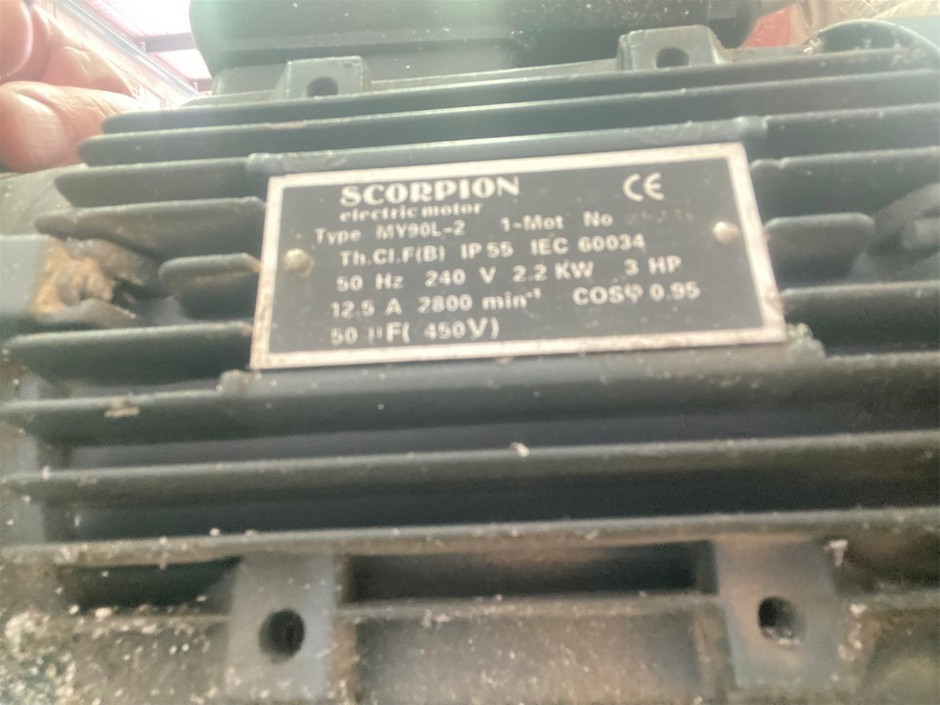 SCORPION
CE
electric motor
Type MY90L-2 1~Mot No
Th.Cl.F(B) IP 55 IEC 60034
50 Hz 240 V 2.2 KW 3 HP
12.5 A 2800 min⁻¹ COSφ 0.95
50 µF( 450V)